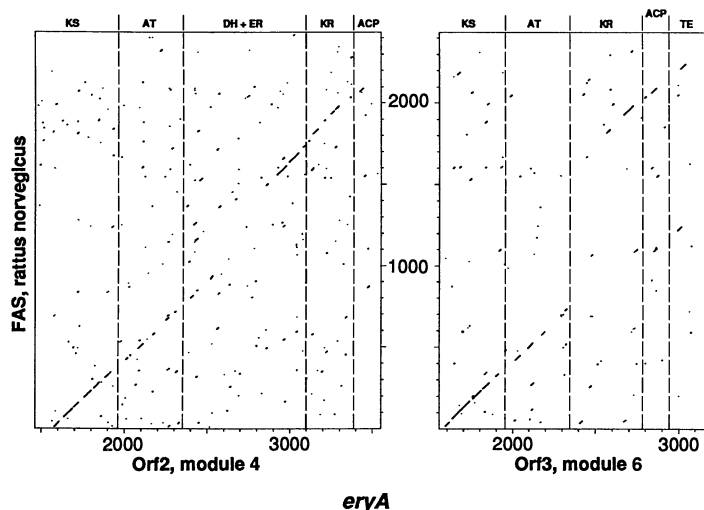 KS AT DH + ER KR ACP
KS AT KR ACP TE
FAS, rattus norvegicus
2000
1000
2000 3000
Orf2, module 4
2000 3000
Orf3, module 6
eryA